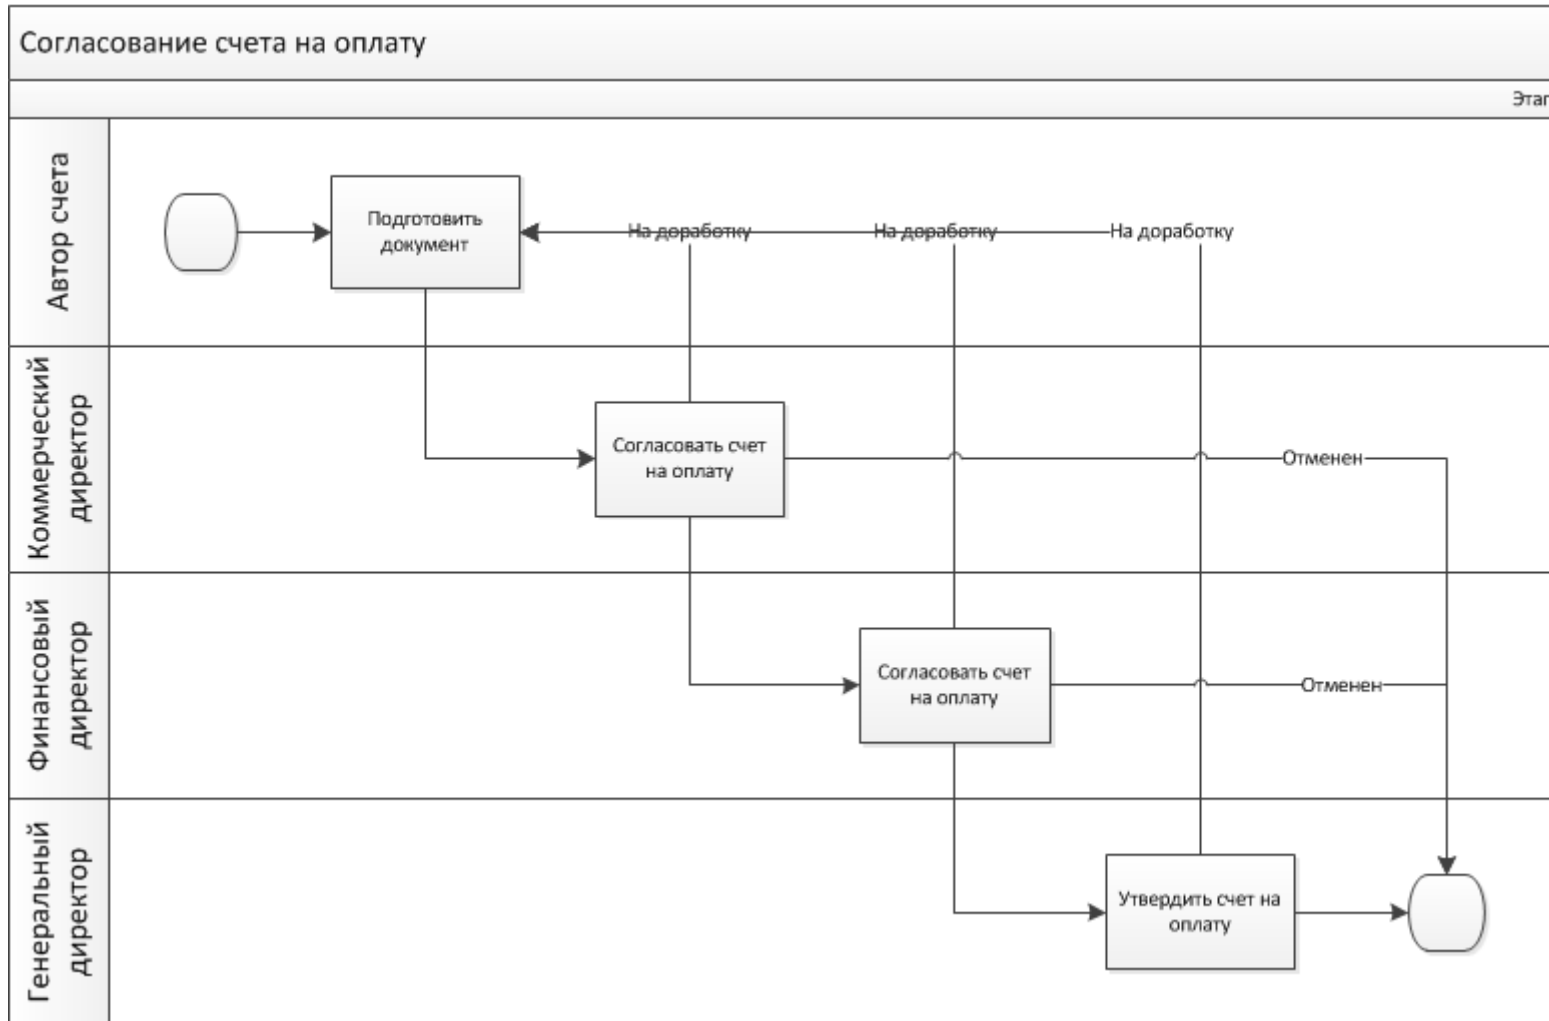 Согласование счета на оплату
Этап
Автор счета
Подготовить
документ
На доработку
На доработку
На доработку
Коммерческий
директор
Согласовать счет
на оплату
Отменен
Финансовый
директор
Согласовать счет
на оплату
Отменен
Генеральный
директор
Утвердить счет на
оплату